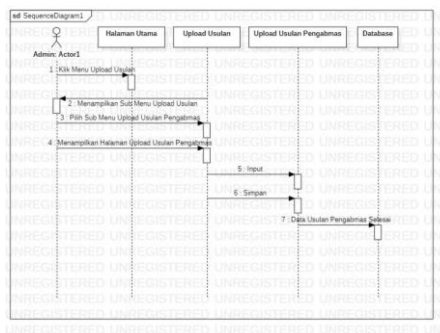 sd SequenceDiagram1
Halaman Utama
Upload Usulan
Upload Usulan Pengabmas
Database
Admin: Actor1
1 : Klik Menu Upload Usulan
2 : Menampilkan Sub Menu Upload Usulan
3 : Pilih Sub Menu Upload Usulan Pengabmas
4 : Menampilkan Halaman Upload Usulan Pengabmas
5 : Input
6 : Simpan
7 : Data Usulan Pengabmas Selesai
UNREGISTERED